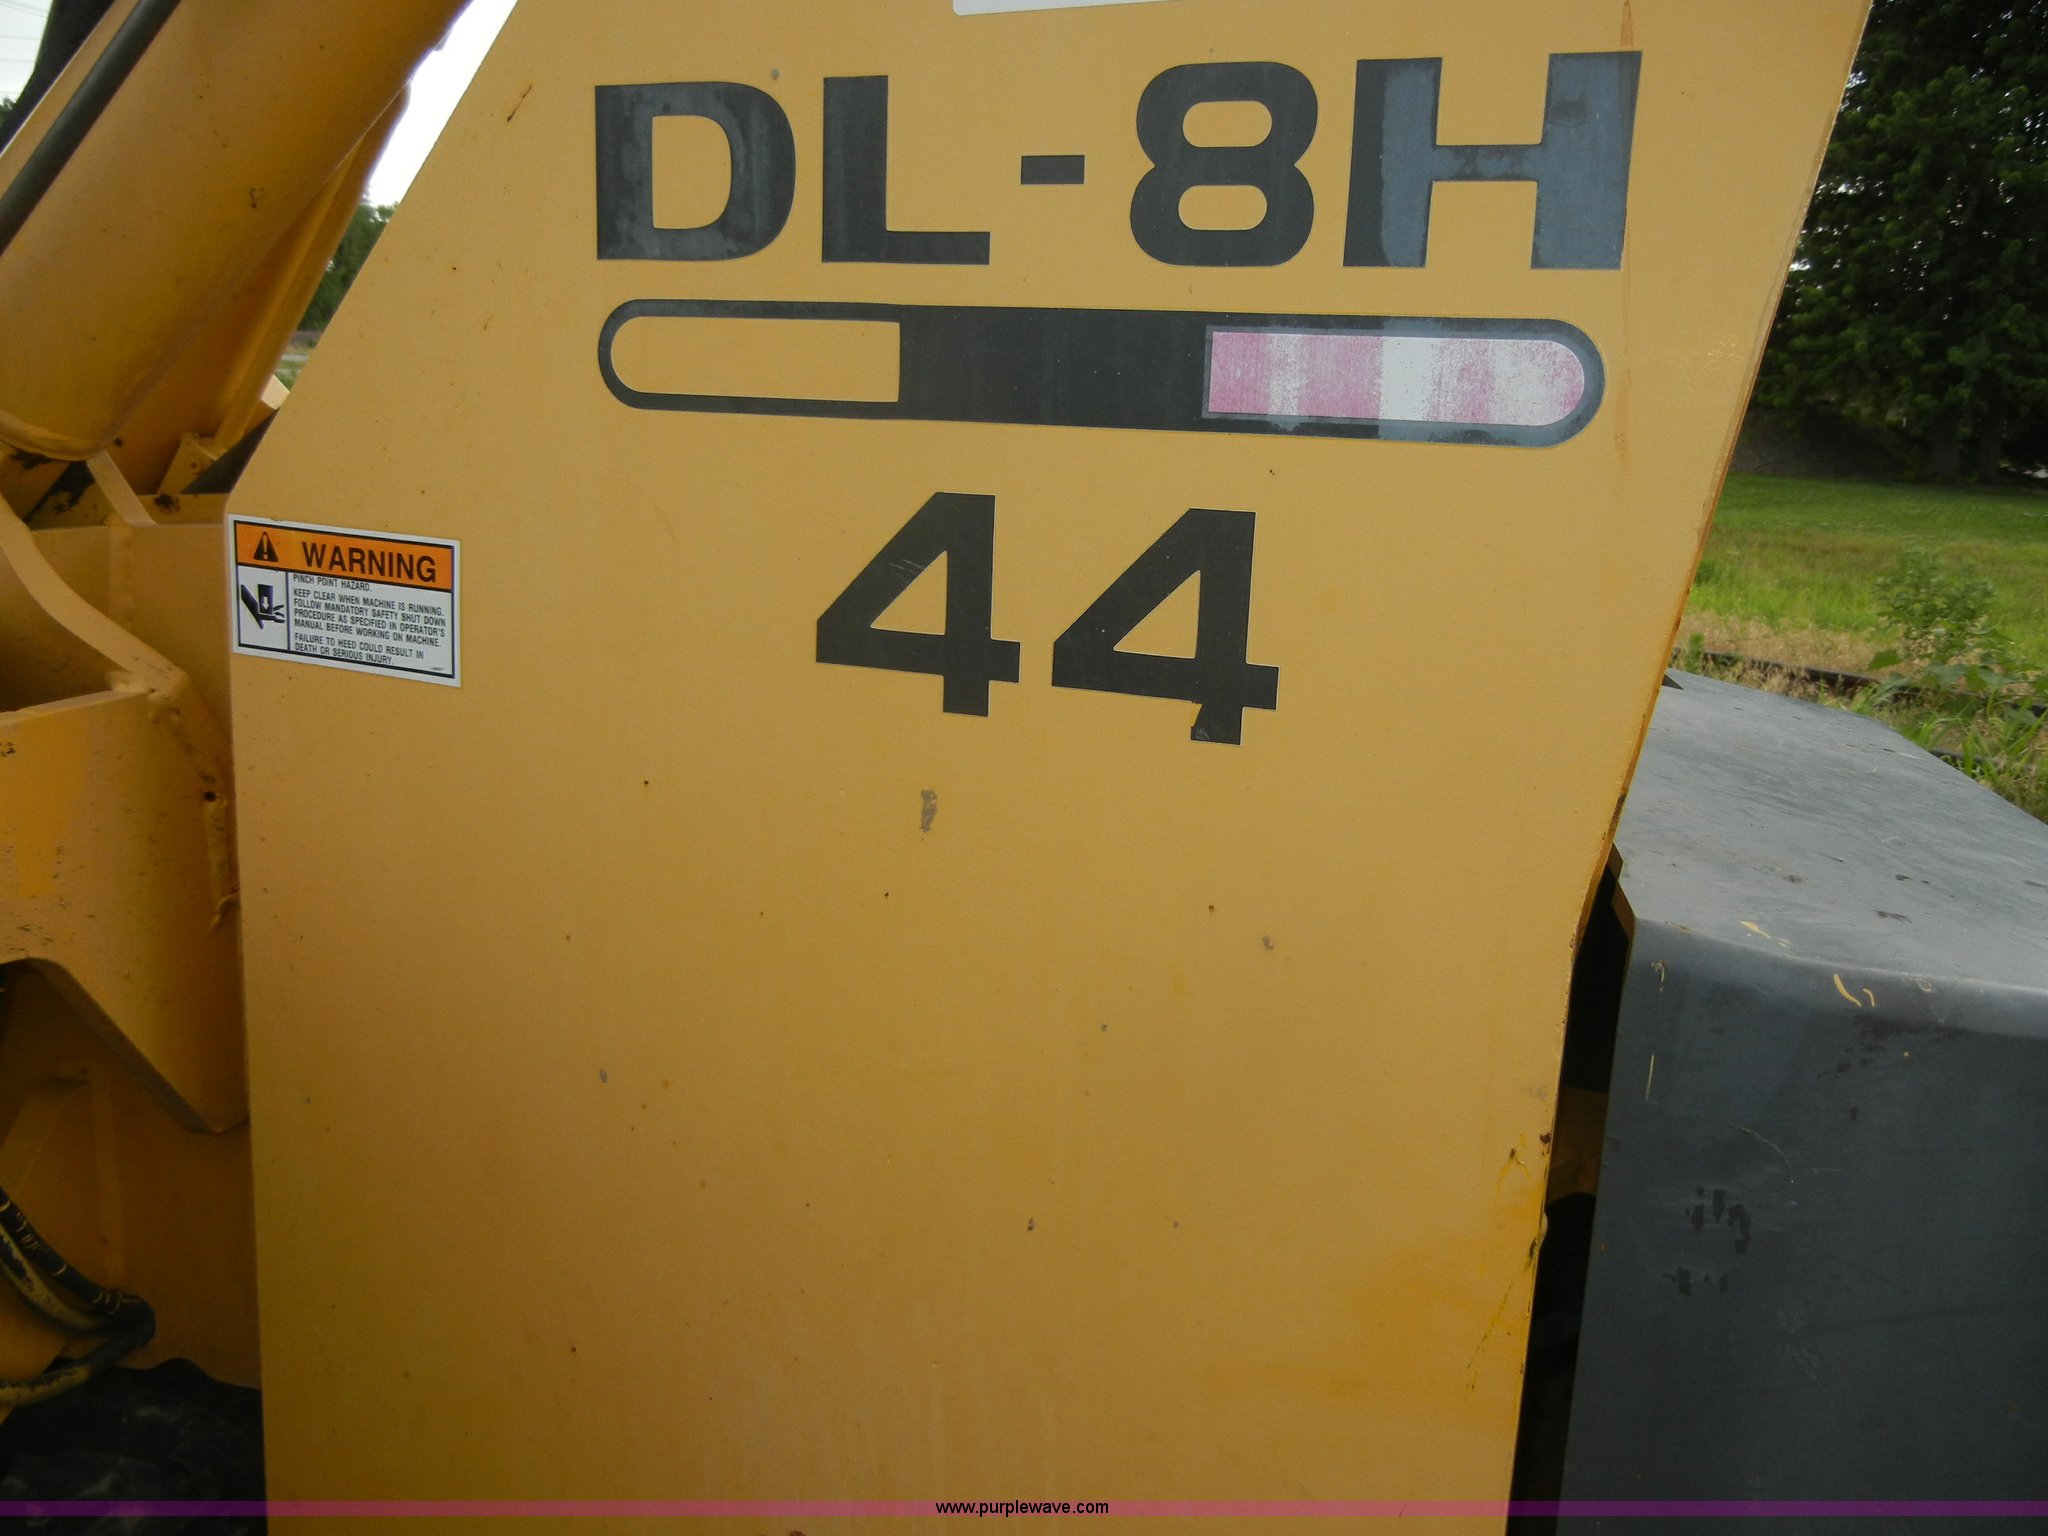 DL-8H
44
WARNING
PINCH POINT HAZARD.
KEEP CLEAR WHEN MACHINE IS RUNNING.
FOLLOW MANDATORY SAFETY SHUT DOWN
PROCEDURE AS SPECIFIED IN OPERATOR'S
MANUAL BEFORE WORKING ON MACHINE.
FAILURE TO HEED COULD RESULT IN
DEATH OR SERIOUS INJURY.
www.purplewave.com